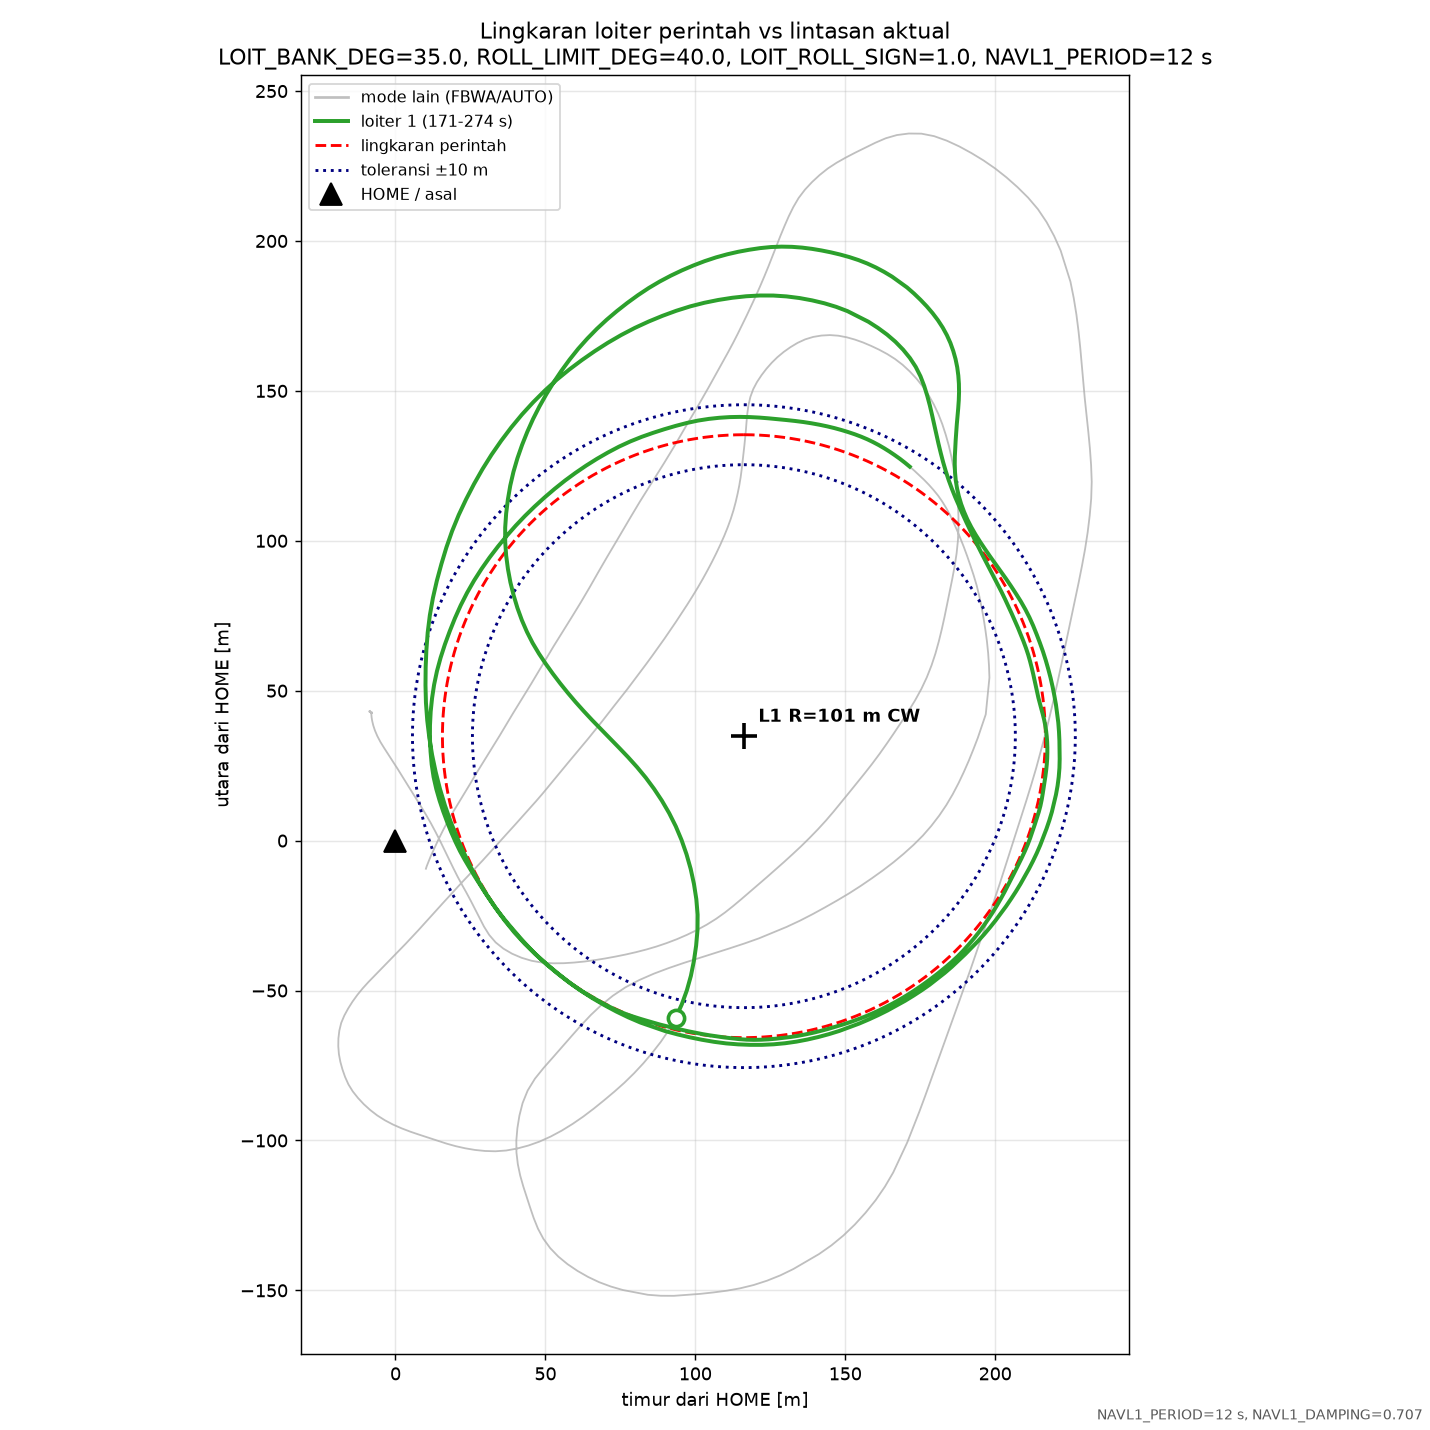 Lingkaran loiter perintah vs lintasan aktual
LOIT_BANK_DEG=35.0, ROLL_LIMIT_DEG=40.0, LOIT_ROLL_SIGN=1.0, NAVL1_PERIOD=12 s
mode lain (FBWA/AUTO)
loiter 1 (171-274 s)
lingkaran perintah
toleransi ±10 m
HOME / asal
250
200
150
100
50
0
−50
−100
−150
utara dari HOME [m]
L1 R=101 m CW
0
50
100
150
200
timur dari HOME [m]
NAVL1_PERIOD=12 s, NAVL1_DAMPING=0.707